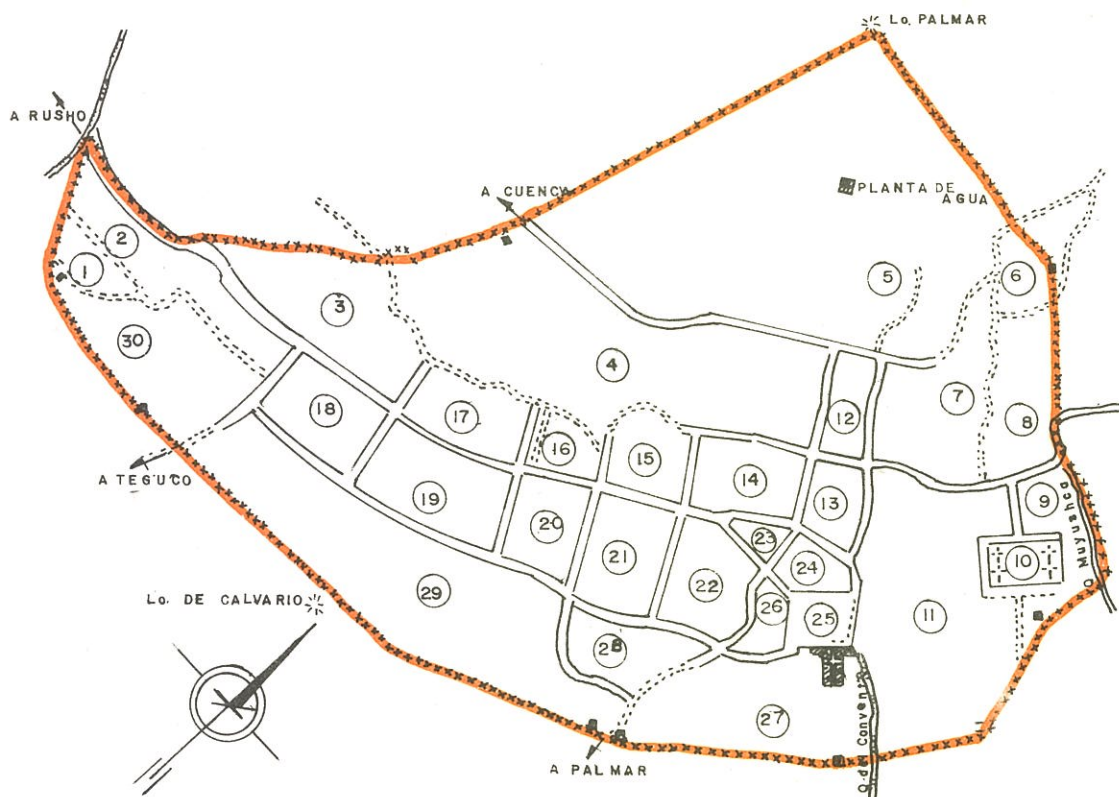 Lo. PALMAR
A RUSHO
A CUENCA
PLANTA DE
AGUA
2
1
5
6
3
30
4
12
7
8
18
17
16
15
14
13
9
19
20
21
23
10
22
24
29
26
25
11
28
27
A TEGUCO
Lo. DE CALVARIO
A PALMAR
Q. del Convento
Q Muyushca
N